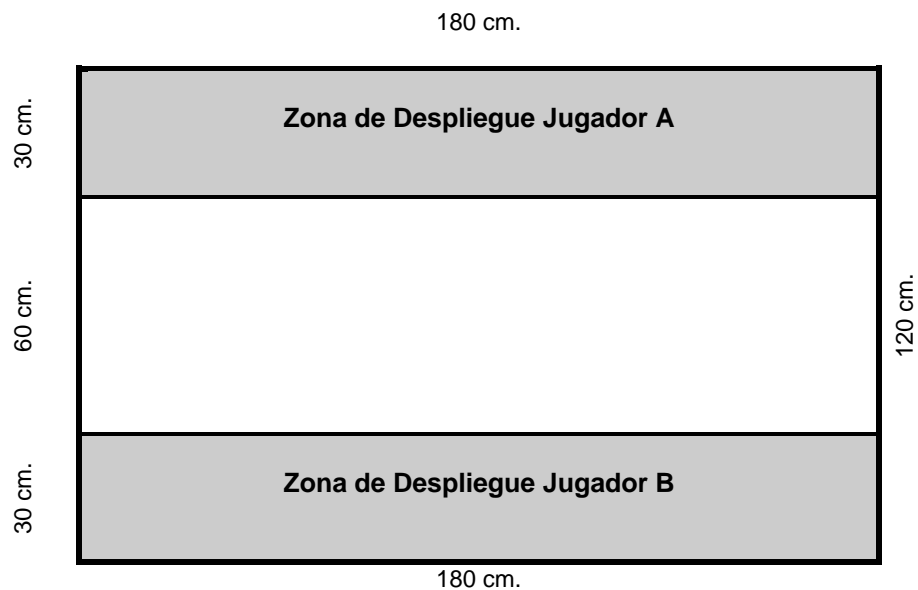 180 cm.
30 cm.
Zona de Despliegue Jugador A
60 cm.
120 cm.
30 cm.
Zona de Despliegue Jugador B
180 cm.